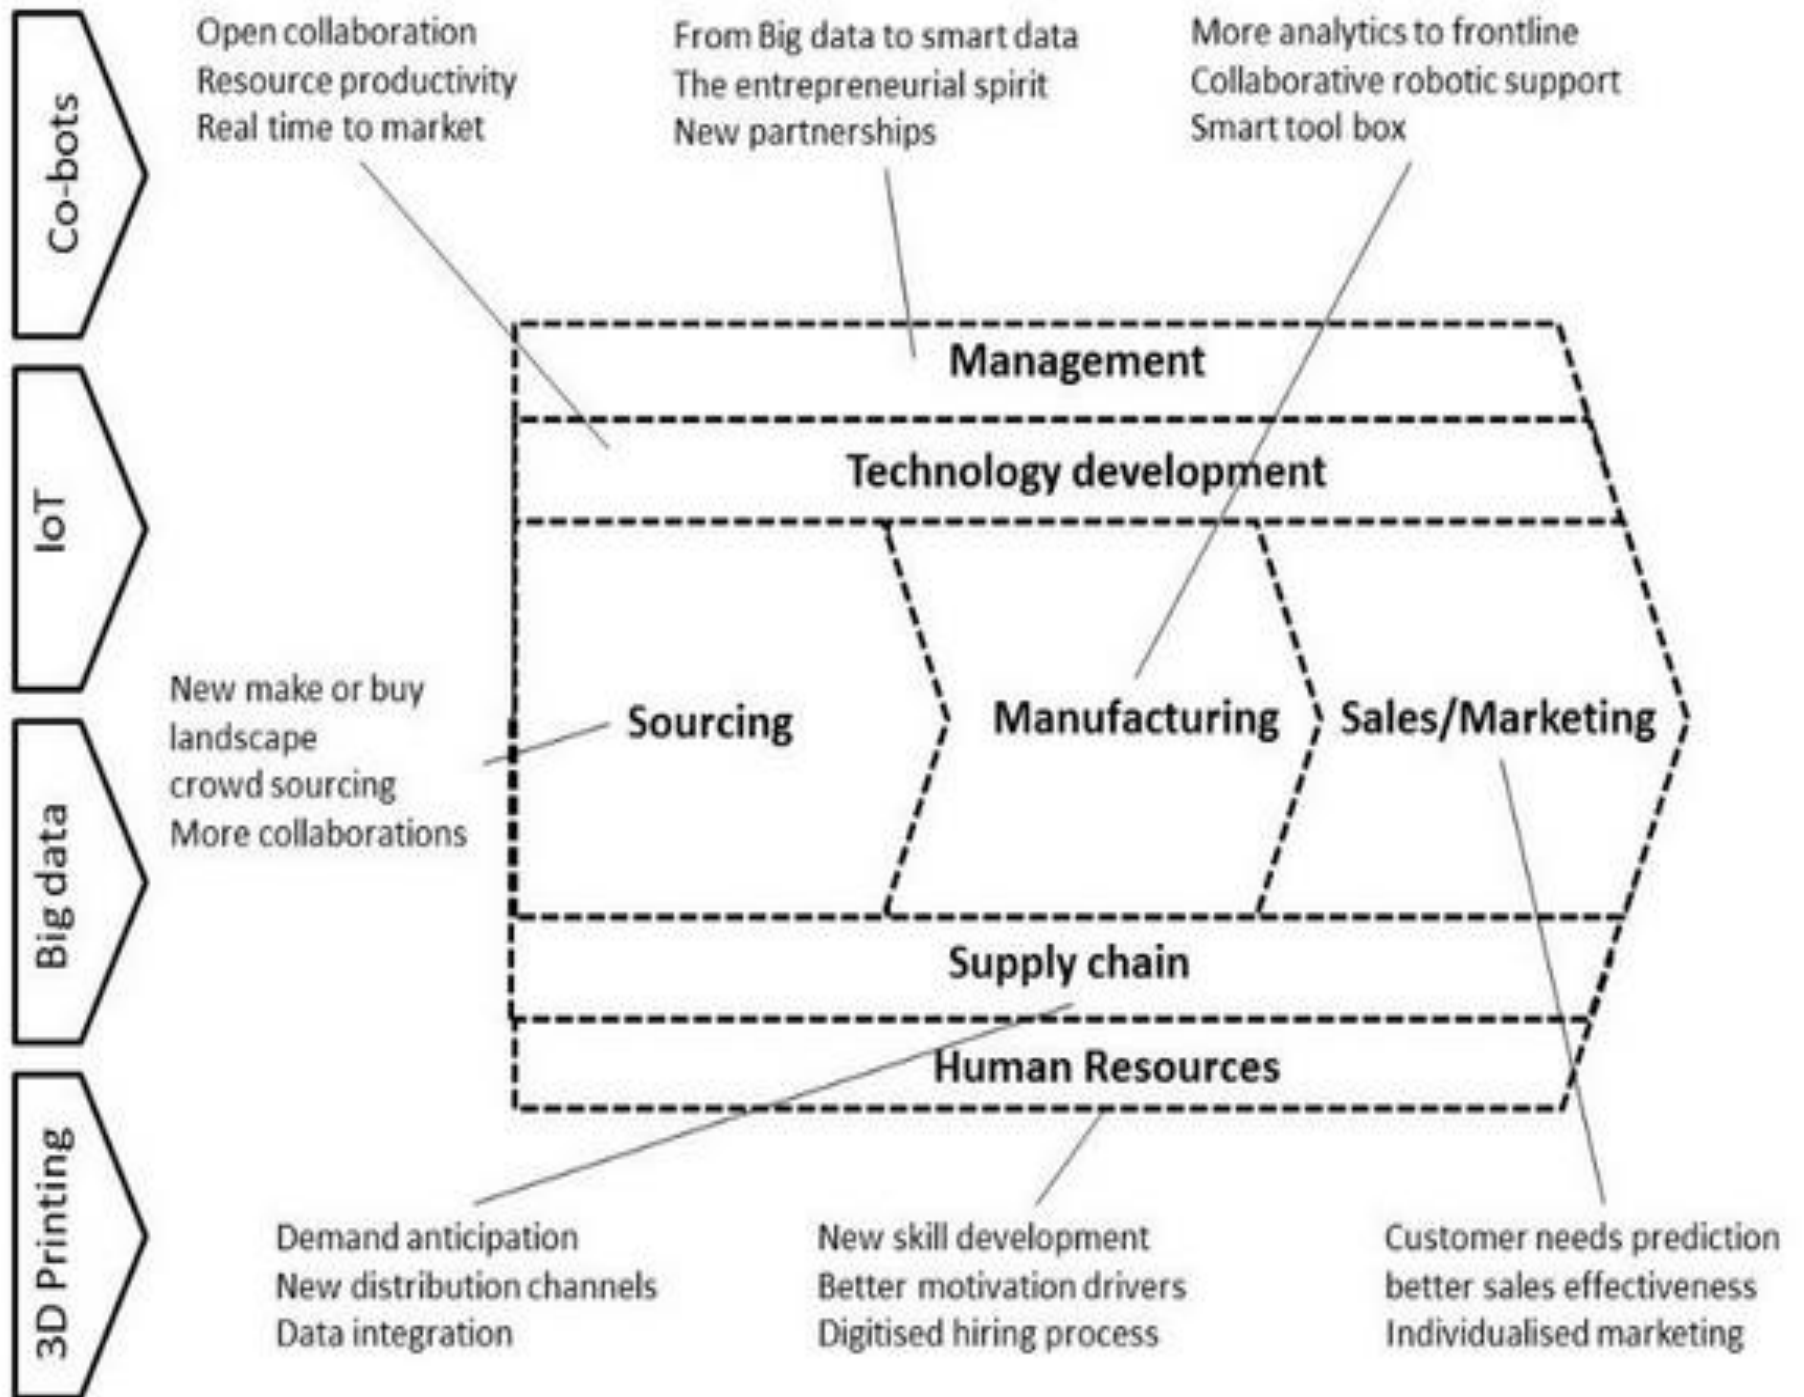 Co-bots
IoT
Big data
3D Printing
Open collaboration
Resource productivity
Real time to market
From Big data to smart data
The entrepreneurial spirit
New partnerships
More analytics to frontline
Collaborative robotic support
Smart tool box
Management
Technology development
New make or buy
landscape
crowd sourcing
More collaborations
Sourcing
Manufacturing
Sales/Marketing
Supply chain
Human Resources
Demand anticipation
New distribution channels
Data integration
New skill development
Better motivation drivers
Digitised hiring process
Customer needs prediction
better sales effectiveness
Individualised marketing